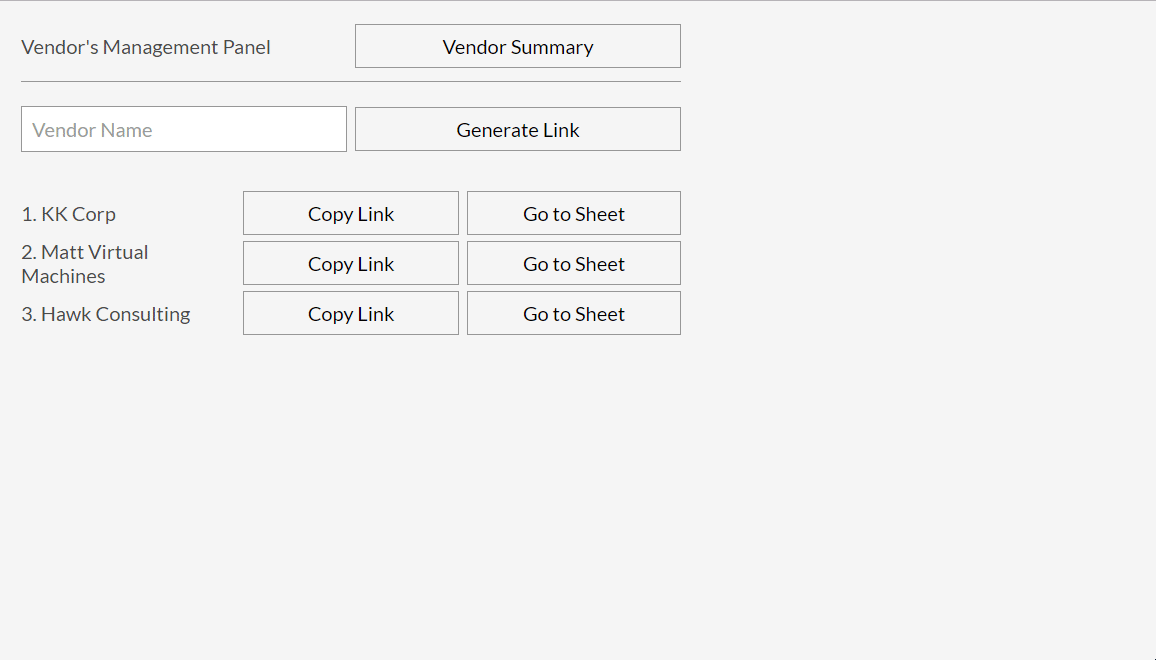 Vendor's Management Panel
Vendor Summary
Vendor Name
Generate Link
1. KK Corp
Copy Link
Go to Sheet
2. Matt Virtual
Machines
Copy Link
Go to Sheet
3. Hawk Consulting
Copy Link
Go to Sheet